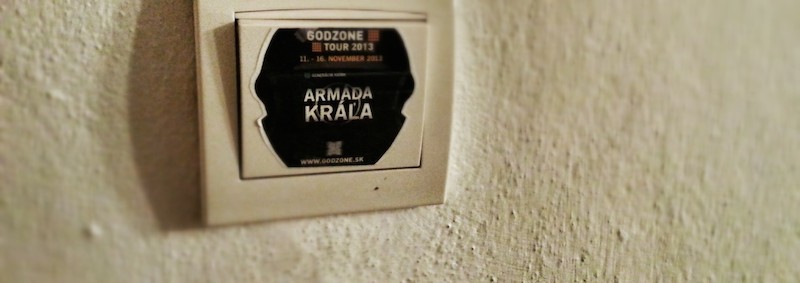 GODZONE
TOUR 2013
11. - 16. NOVEMBER 2013
ARMÁDA
KRÁĽA
WWW.GODZONE.SK